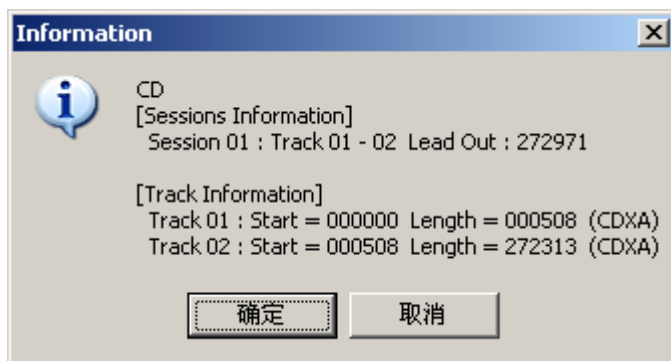 Information
CD
[Sessions Information]
Session 01 : Track 01 - 02 Lead Out : 272971
[Track Information]
Track 01 : Start = 000000 Length = 000508 (CDXA)
Track 02 : Start = 000508 Length = 272313 (CDXA)
确定 取消